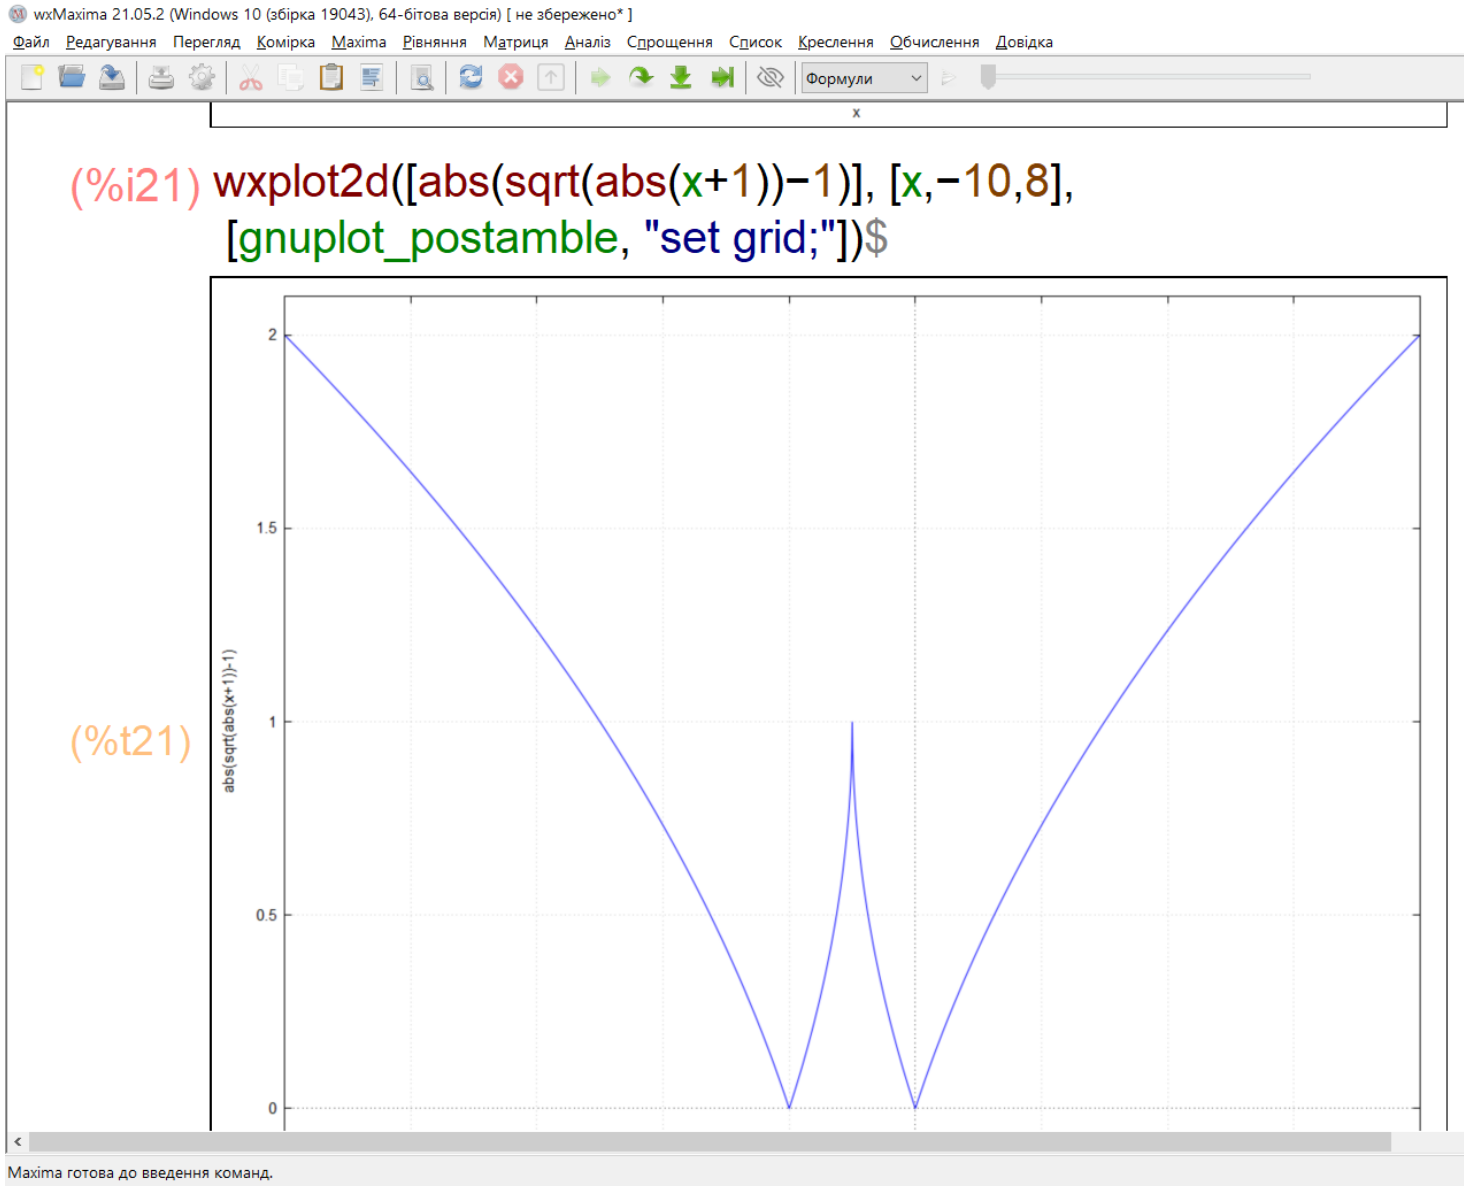 wxMaxima 21.05.2 (Windows 10 (збірка 19043), 64-бітова версія) [ не збережено* ]
Файл Редагування Перегляд Комірка Maxima Рівняння Матриця Аналіз Спрощення Список Креслення Обчислення Довідка
Формули
x
(%i21) wxplot2d([abs(sqrt(abs(x+1))−1)], [x,−10,8],
[gnuplot_postamble, "set grid;"])$
2
1.5
abs(sqrt(abs(x+1))-1)
(%t21)
1
0.5
0
Maxima готова до введення команд.